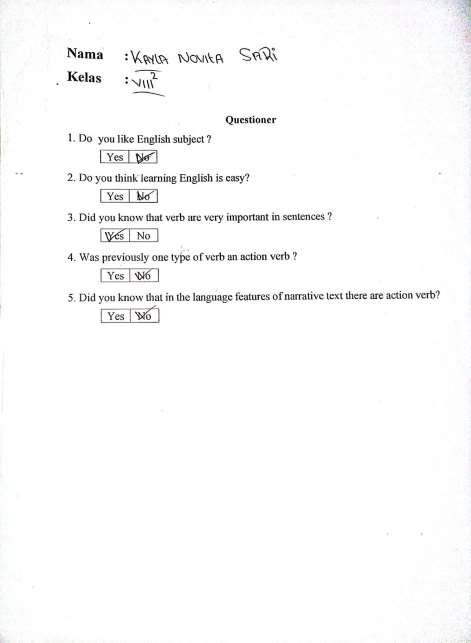 Nama : KAYLA NOVITA SARI
Kelas : VIII²
Questioner
1. Do you like English subject ?
Yes No
2. Do you think learning English is easy?
Yes No
3. Did you know that verb are very important in sentences ?
Yes No
4. Was previously one type of verb an action verb ?
Yes No
5. Did you know that in the language features of narrative text there are action verb?
Yes No